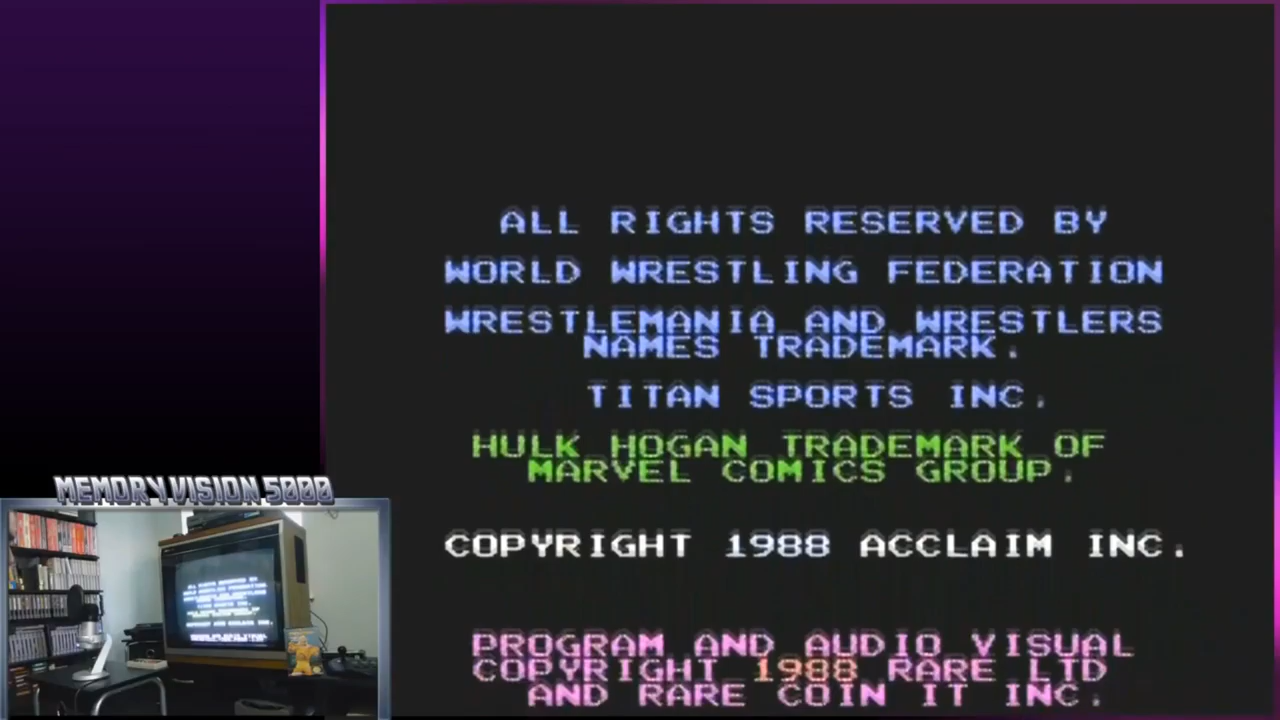 ALL RIGHTS RESERVED BY
WORLD WRESTLING FEDERATION
WRESTLEMANIA AND WRESTLERS
NAMES TRADEMARK.
TITAN SPORTS INC.
HULK HOGAN TRADEMARK OF
MARVEL COMICS GROUP.
COPYRIGHT 1988 ACCLAIM INC.
PROGRAM AND AUDIO VISUAL
COPYRIGHT 1988 RARE LTD
AND RARE COIN IT INC.
MEMORY VISION 5000